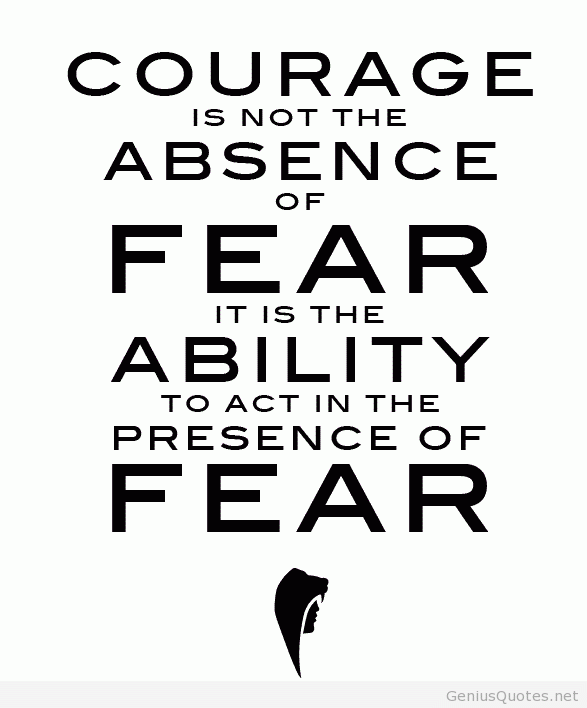 COURAGE
IS NOT THE
ABSENCE
OF
FEAR
IT IS THE
ABILITY
TO ACT IN THE
PRESENCE OF
FEAR
GeniusQuotes.net